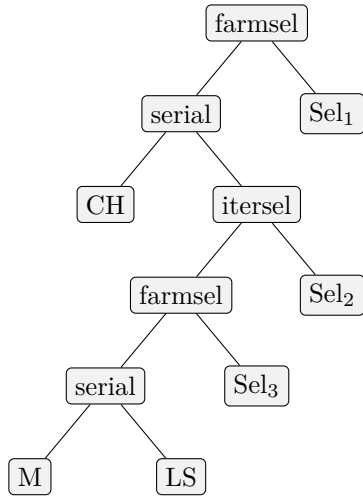 farmsel
serial Sel₁
CH itersel
farmsel Sel₂
serial Sel₃
M LS